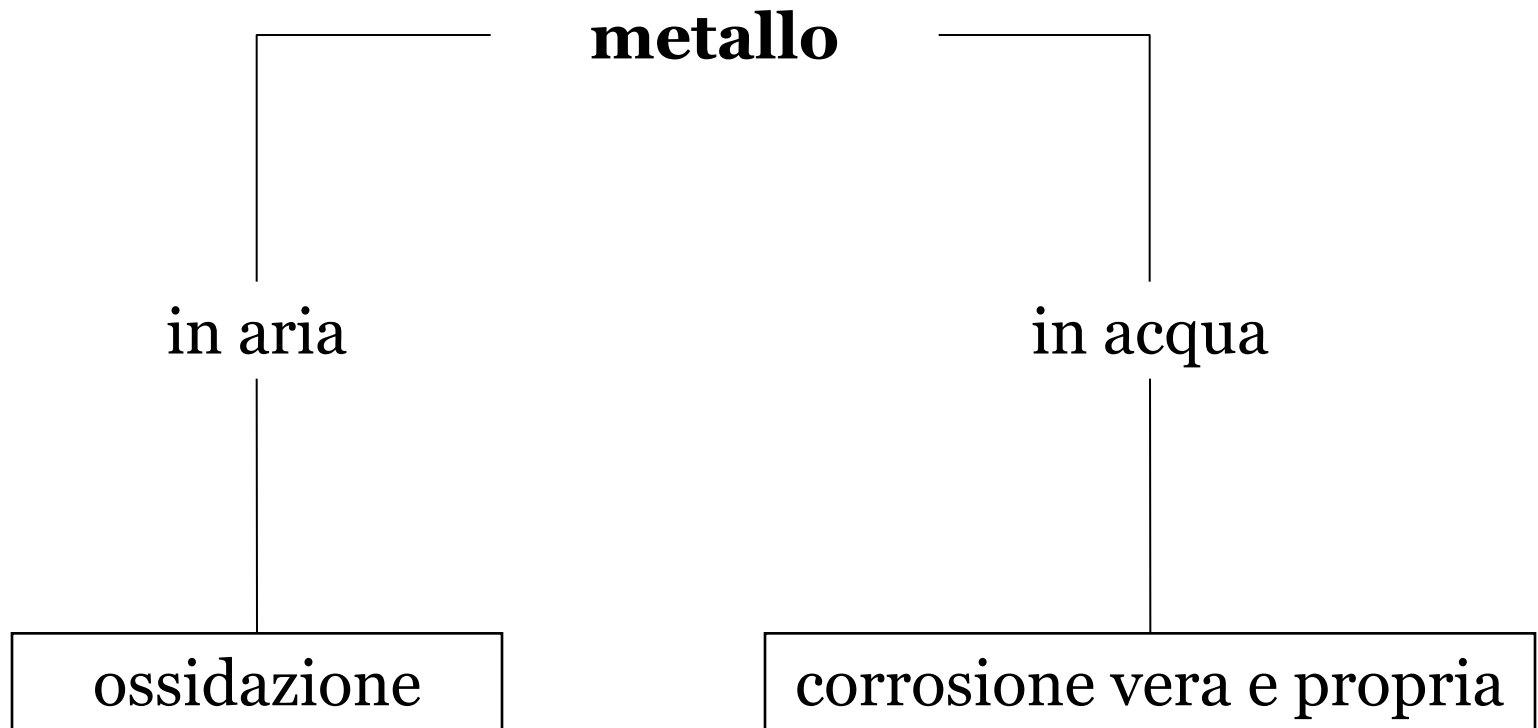 metallo
in aria
in acqua
ossidazione
corrosione vera e propria